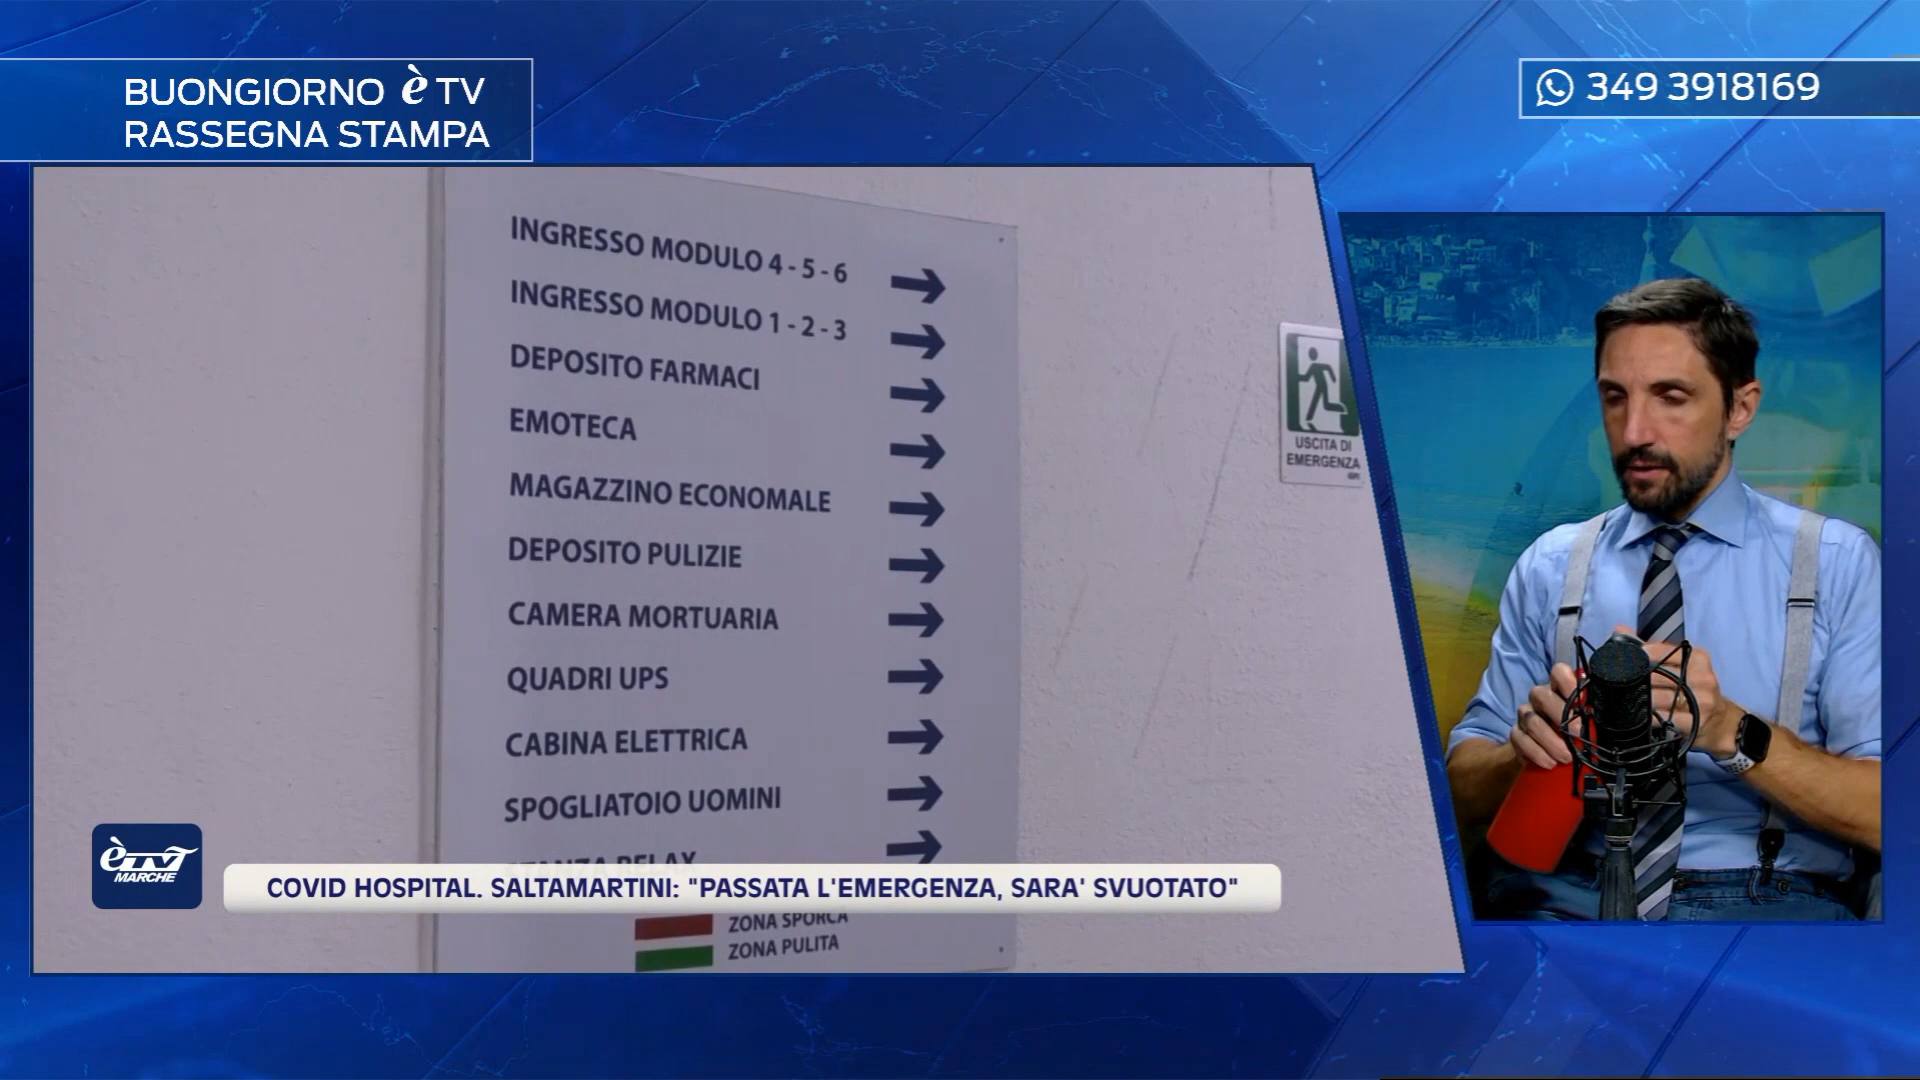 BUONGIORNO è TV
RASSEGNA STAMPA
349 3918169
INGRESSO MODULO 4 - 5 - 6
INGRESSO MODULO 1 - 2 - 3
DEPOSITO FARMACI
EMOTECA
MAGAZZINO ECONOMALE
DEPOSITO PULIZIE
CAMERA MORTUARIA
QUADRI UPS
CABINA ELETTRICA
SPOGLIATOIO UOMINI
STANZA RELAX
ZONA SPORCA
ZONA PULITA
USCITA DI
EMERGENZA
èTV
MARCHE
COVID HOSPITAL. SALTAMARTINI: "PASSATA L'EMERGENZA, SARA' SVUOTATO"